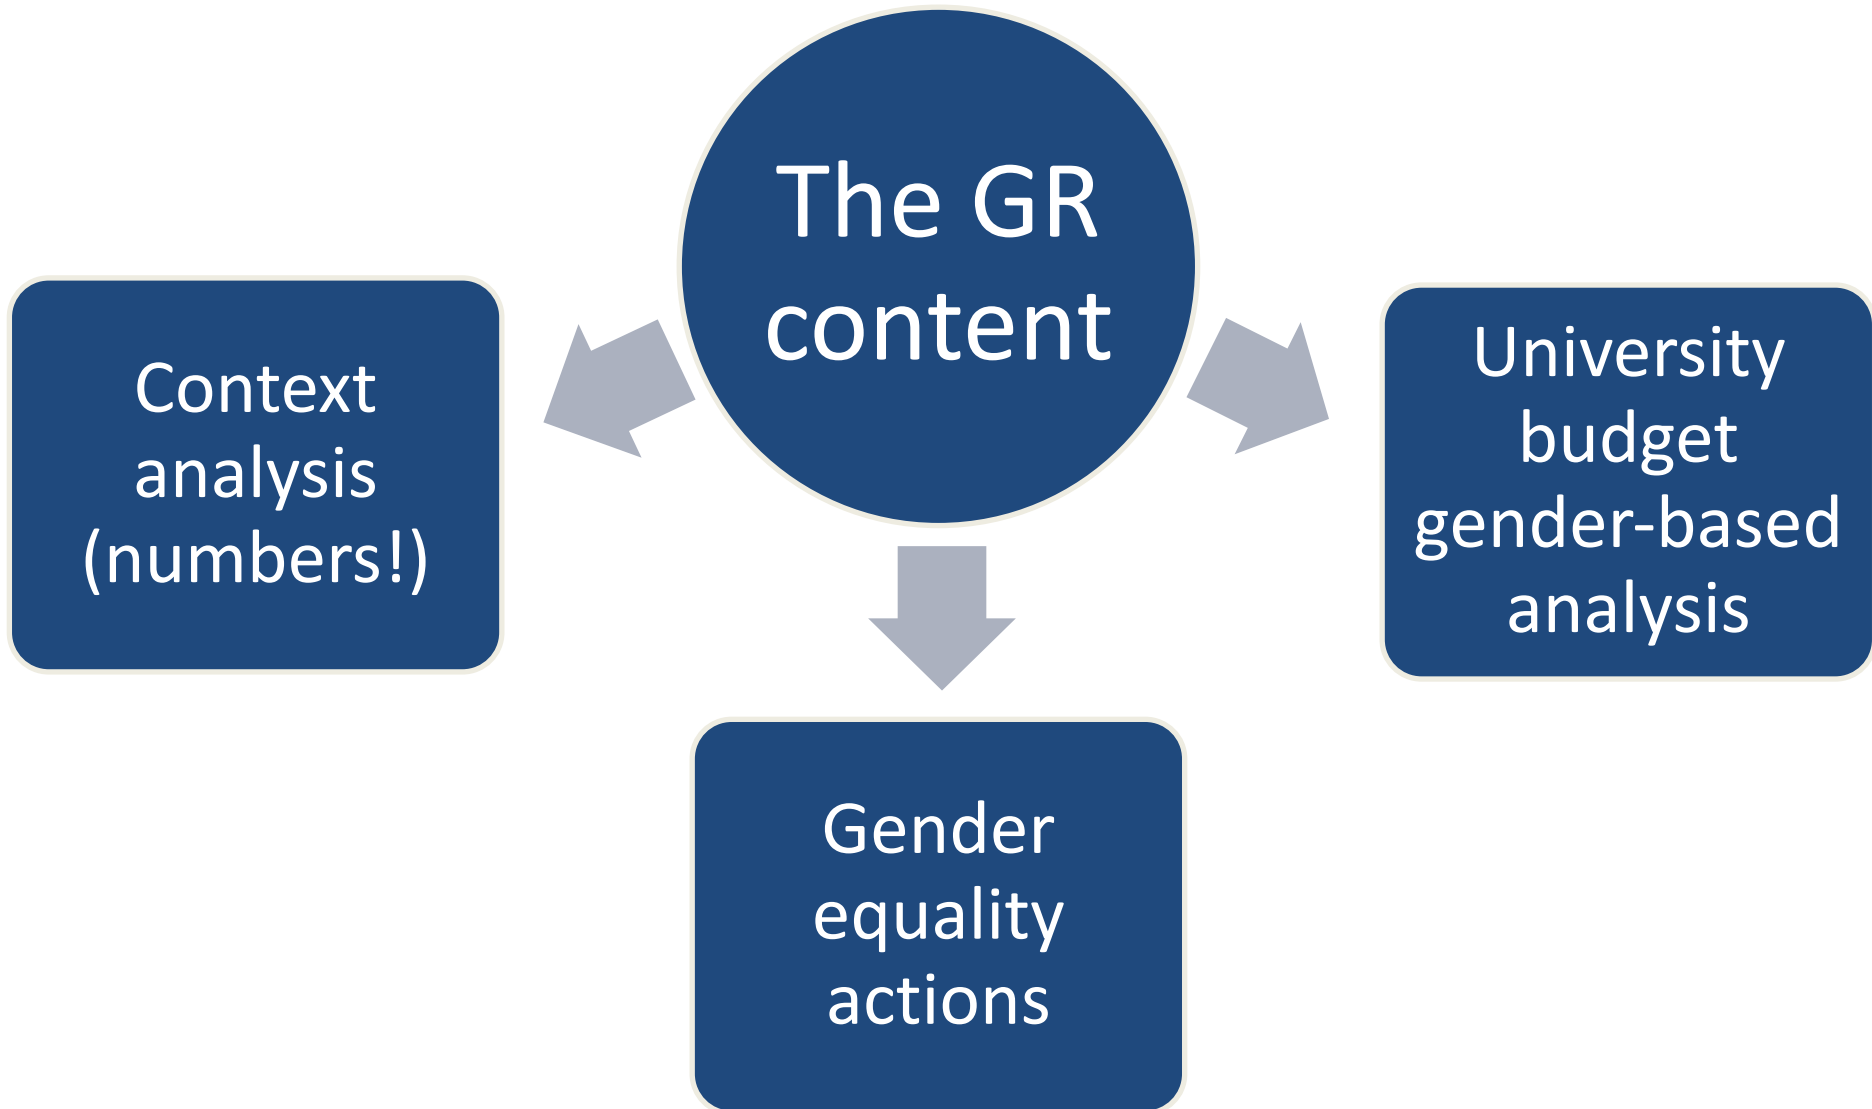 The GR
content
Context
analysis
(numbers!)
University
budget
gender-based
analysis
Gender
equality
actions